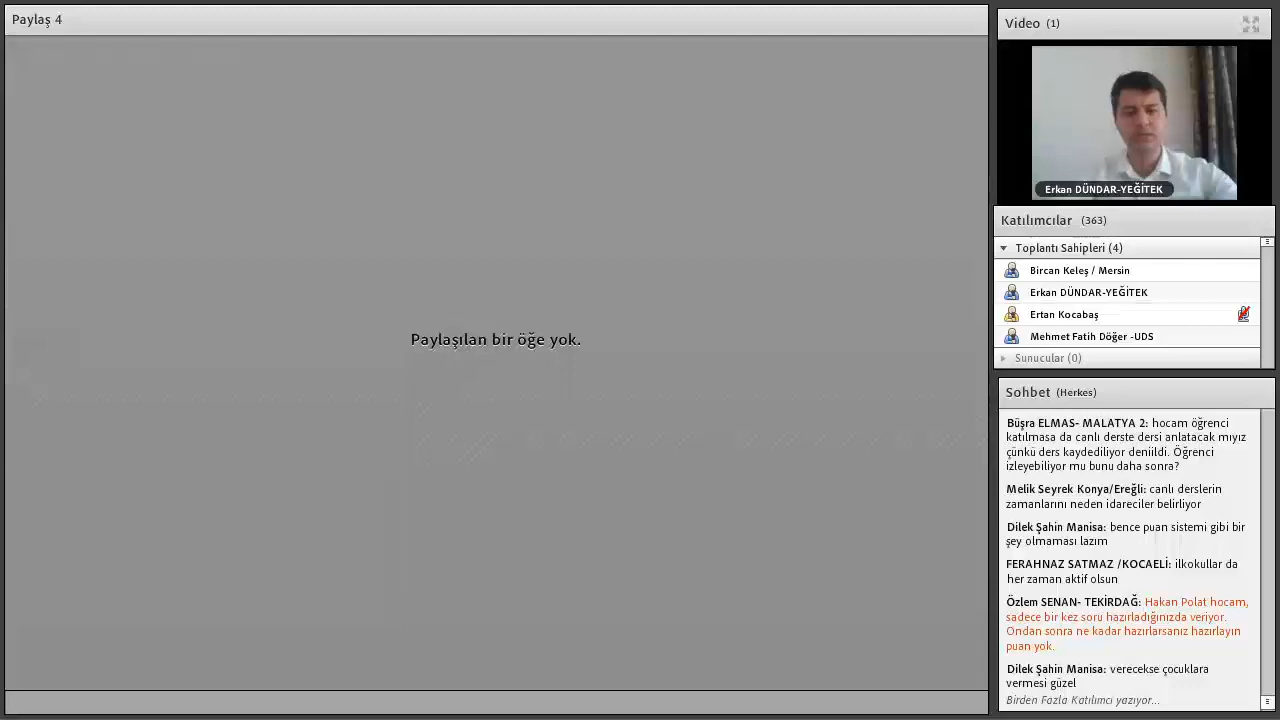 Paylaş 4
Paylaşılan bir öğe yok.
Video (1)
Erkan DÜNDAR-YEĞİTEK
Katılımcılar (363)
Toplantı Sahipleri (4)
Bircan Keleş / Mersin
Erkan DÜNDAR-YEĞİTEK
Ertan Kocabaş
Mehmet Fatih Döğer -UDS
Sunucular (0)
Sohbet (Herkes)
Büşra ELMAS- MALATYA 2: hocam öğrenci
katılmasa da canlı derste dersi anlatacak mıyız
çünkü ders kaydediliyor deniildi. Öğrenci
izleyebiliyor mu bunu daha sonra?
Melik Seyrek Konya/Ereğli: canlı derslerin
zamanlarını neden idareciler belirliyor
Dilek Şahin Manisa: bence puan sistemi gibi bir
şey olmaması lazım
FERAHNAZ SATMAZ /KOCAELİ: ilkokullar da
her zaman aktif olsun
Özlem SENAN- TEKİRDAĞ: Hakan Polat hocam,
sadece bir kez soru hazırladığınızda veriyor.
Ondan sonra ne kadar hazırlarsanız hazırlayın
puan yok.
Dilek Şahin Manisa: verecekse çocuklara
vermesi güzel
Birden Fazla Katılımcı yazıyor...